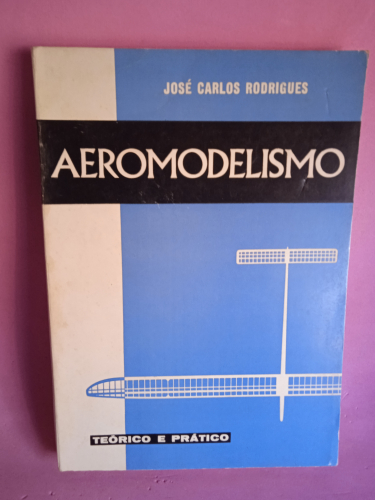 JOSÉ CARLOS RODRIGUES
AEROMODELISMO
TEÓRICO E PRÁTICO